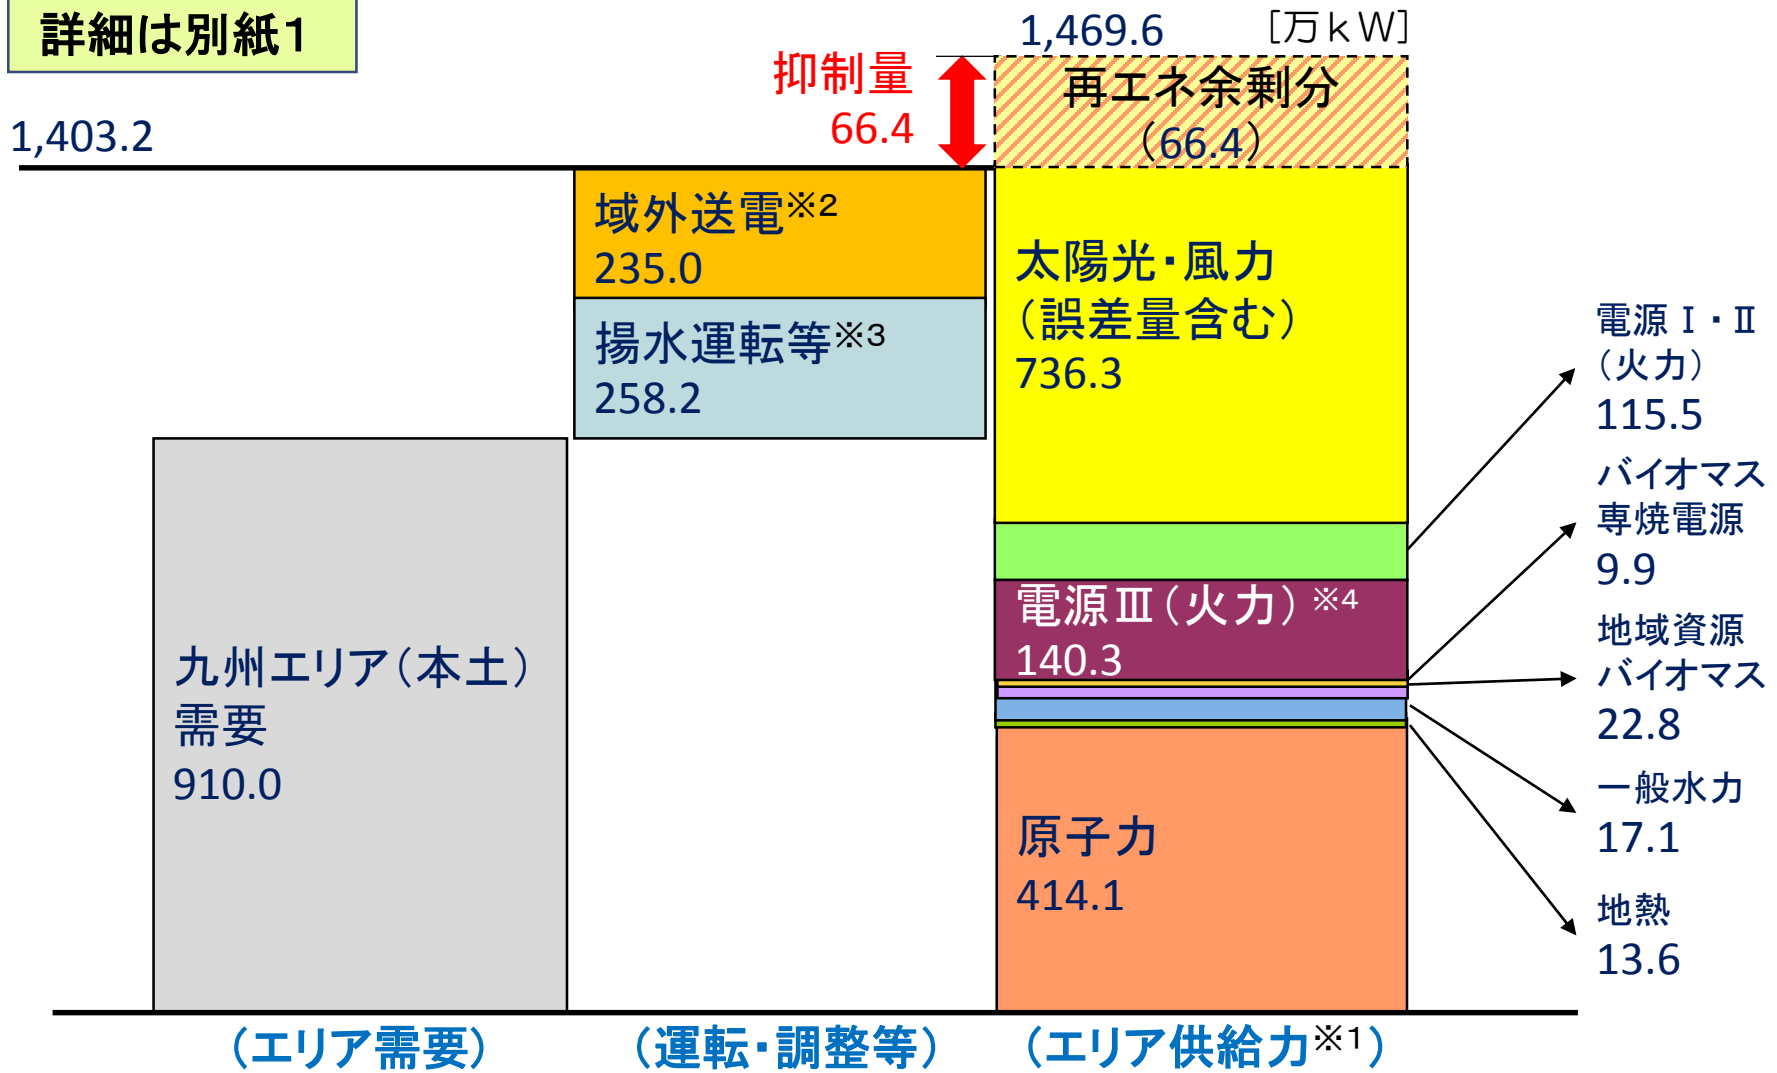 詳細は別紙1
1,469.6
[万kW]
抑制量
66.4
再エネ余剰分
(66.4)
1,403.2
域外送電※2
235.0
揚水運転等※3
258.2
太陽光・風力
(誤差量含む)
736.3
電源Ⅰ・Ⅱ
(火力)
115.5
バイオマス
専焼電源
9.9
電源Ⅲ(火力)※4
140.3
地域資源
バイオマス
22.8
九州エリア(本土)
需要
910.0
一般水力
17.1
原子力
414.1
地熱
13.6
(エリア需要)
(運転・調整等)
(エリア供給力※1)